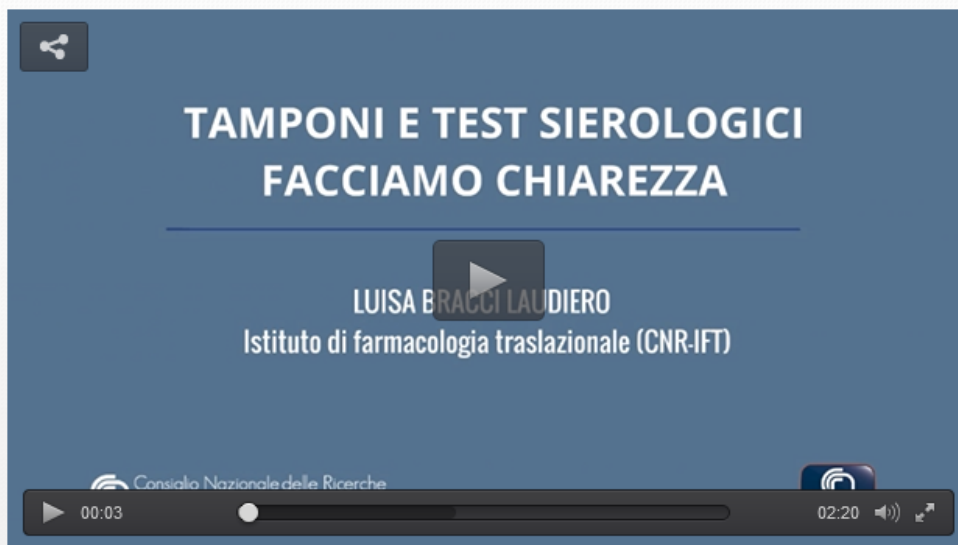 TAMPONI E TEST SIEROLOGICI
FACCIAMO CHIAREZZA
LUISA BRACCI LAUDIERO
Istituto di farmacologia traslazionale (CNR-IFT)
Consiglio Nazionale delle Ricerche
00:03
02:20